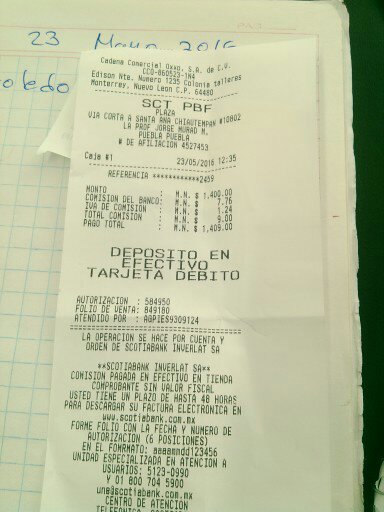 23 Mayo 2016
oledo
Cadena Comercial Oxxo, S.A. de C.V.
CCO-860523-1N4
Edison Nte. Numero 1235 Colonia talleres
Monterrey, Nuevo Leon C.P. 64480
SCT PBF
PLAZA
VIA CORTA A SANTA ANA CHIAUTEMPAN #10802
LA PROF JORGE MURAD M.
PUEBLA PUEBLA
# DE AFILIACION 4527453
Caja #1 23/05/2016 12:35
REFERENCIA ************2469
MONTO : M.N. $ 1,400.00
COMISION DEL BANCO: M.N. $ 7.76
IVA DE COMISION : M.N. $ 1.24
TOTAL COMISION : M.N. $ 9.00
PAGO TOTAL : M.N. $ 1,409.00
DEPOSITO EN
EFECTIVO
TARJETA DEBITO
AUTORIZACION : 584950
FOLIO DE VENTA: 849180
ATENDIDO POR : AGPIES9309124
LA OPERACION SE HACE POR CUENTA Y
ORDEN DE SCOTIABANK INVERLAT SA
**SCOTIABANK INVERLAT SA**
COMISION PAGADA EN EFECTIVO EN TIENDA
COMPROBANTE SIN VALOR FISCAL
USTED TIENE UN PLAZO DE HASTA 48 HORAS
PARA DESCARGAR SU FACTURA ELECTRONICA EN
www.scotiabank.com.mx
FORME FOLIO CON LA FECHA Y NUMERO DE
AUTORIZACION (6 POSICIONES)
EN EL FOMRMATO: aaaammdd123456
UNIDAD ESPECIALIZADA EN ATENCION A
USUARIOS: 5123-0990
Y 01 800 704 5900
une@scotiabank.com.mx
CENTRO DE ATENCION